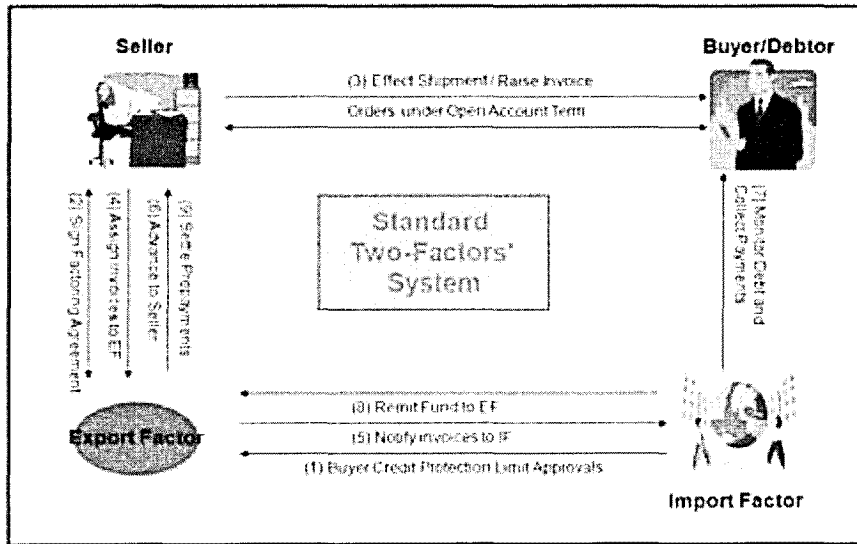 Seller
Buyer/Debtor
(3) Effect Shipment / Raise Invoice
Orders under Open Account Term
(2) Sign Factoring Agreement
(4) Assign Invoices to EF
(6) Advance to Seller
(9) Settle Prepayments
Standard
Two-Factors'
System
(7) Monitor Debt and
Collect Payments
Export Factor
(8) Remit Fund to EF
(5) Notify invoices to IF
(1) Buyer Credit Protection Limit Approvals
Import Factor